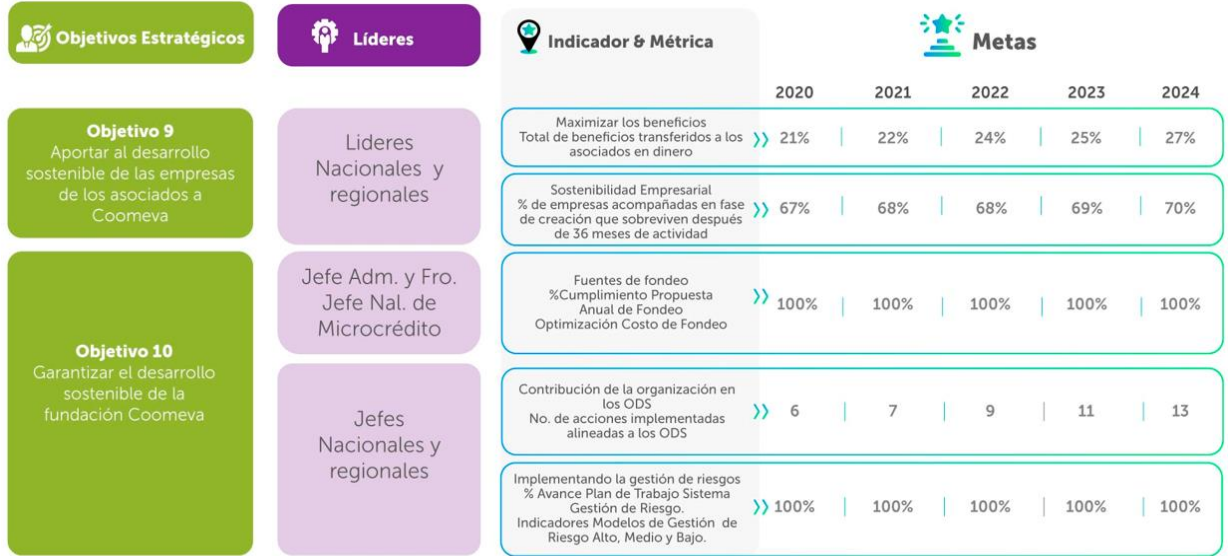 Objetivos Estratégicos
Líderes
Indicador & Métrica
Metas
2020 2021 2022 2023 2024
Objetivo 9
Aportar al desarrollo
sostenible de las empresas
de los asociados a
Coomeva
Lideres
Nacionales y
regionales
Maximizar los beneficios
Total de beneficios transferidos a los
asociados en dinero
21% 22% 24% 25% 27%
Sostenibilidad Empresarial
% de empresas acompañadas en fase
de creación que sobreviven después
de 36 meses de actividad
67% 68% 68% 69% 70%
Objetivo 10
Garantizar el desarrollo
sostenible de la
fundación Coomeva
Jefe Adm. y Fro.
Jefe Nal. de
Microcrédito
Fuentes de fondeo
%Cumplimiento Propuesta
Anual de Fondeo
Optimización Costo de Fondeo
100% 100% 100% 100% 100%
Jefes
Nacionales y
regionales
Contribución de la organización en
los ODS
No. de acciones implementadas
alineadas a los ODS
6 7 9 11 13
Implementando la gestión de riesgos
% Avance Plan de Trabajo Sistema
Gestión de Riesgo.
Indicadores Modelos de Gestión de
Riesgo Alto, Medio y Bajo.
100% 100% 100% 100% 100%